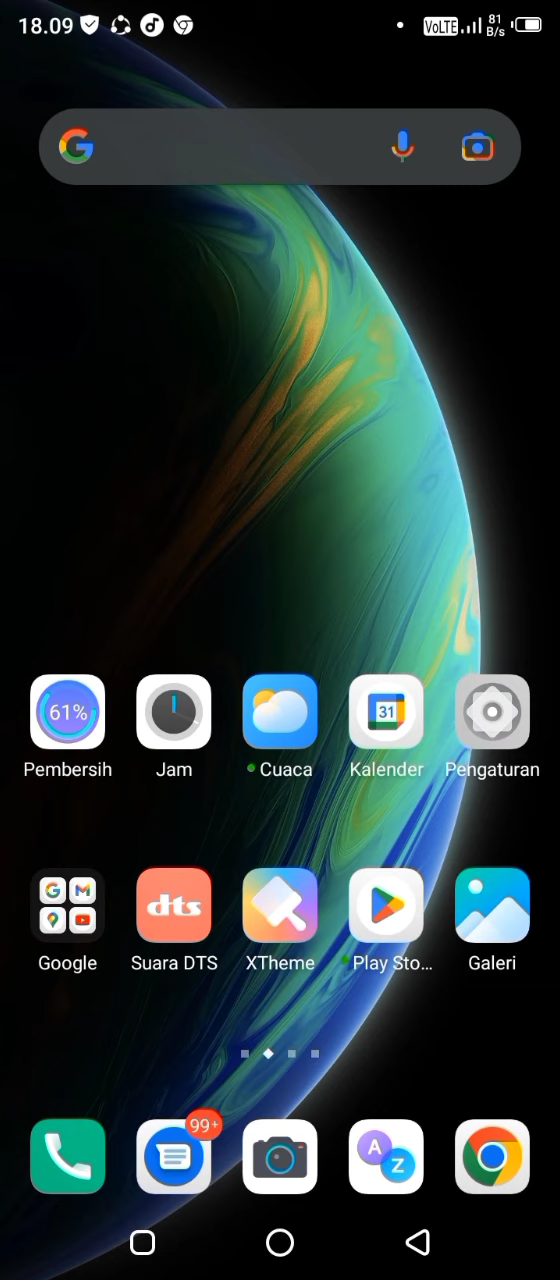 18.09 VoLTE 81 B/s
61%
31
Pembersih Jam Cuaca Kalender Pengaturan
dts
Google Suara DTS XTheme Play Sto... Galeri
99+
A Z